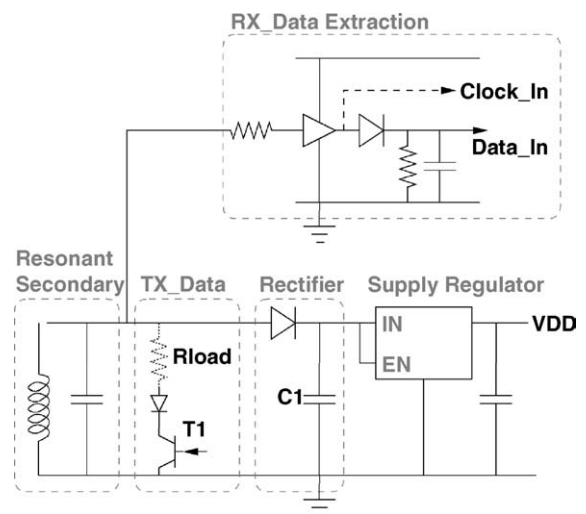 RX_Data Extraction
Clock_In
Data_In
Resonant
Secondary
TX_Data
Rectifier
Supply Regulator
Rload
T1
C1
IN
EN
VDD